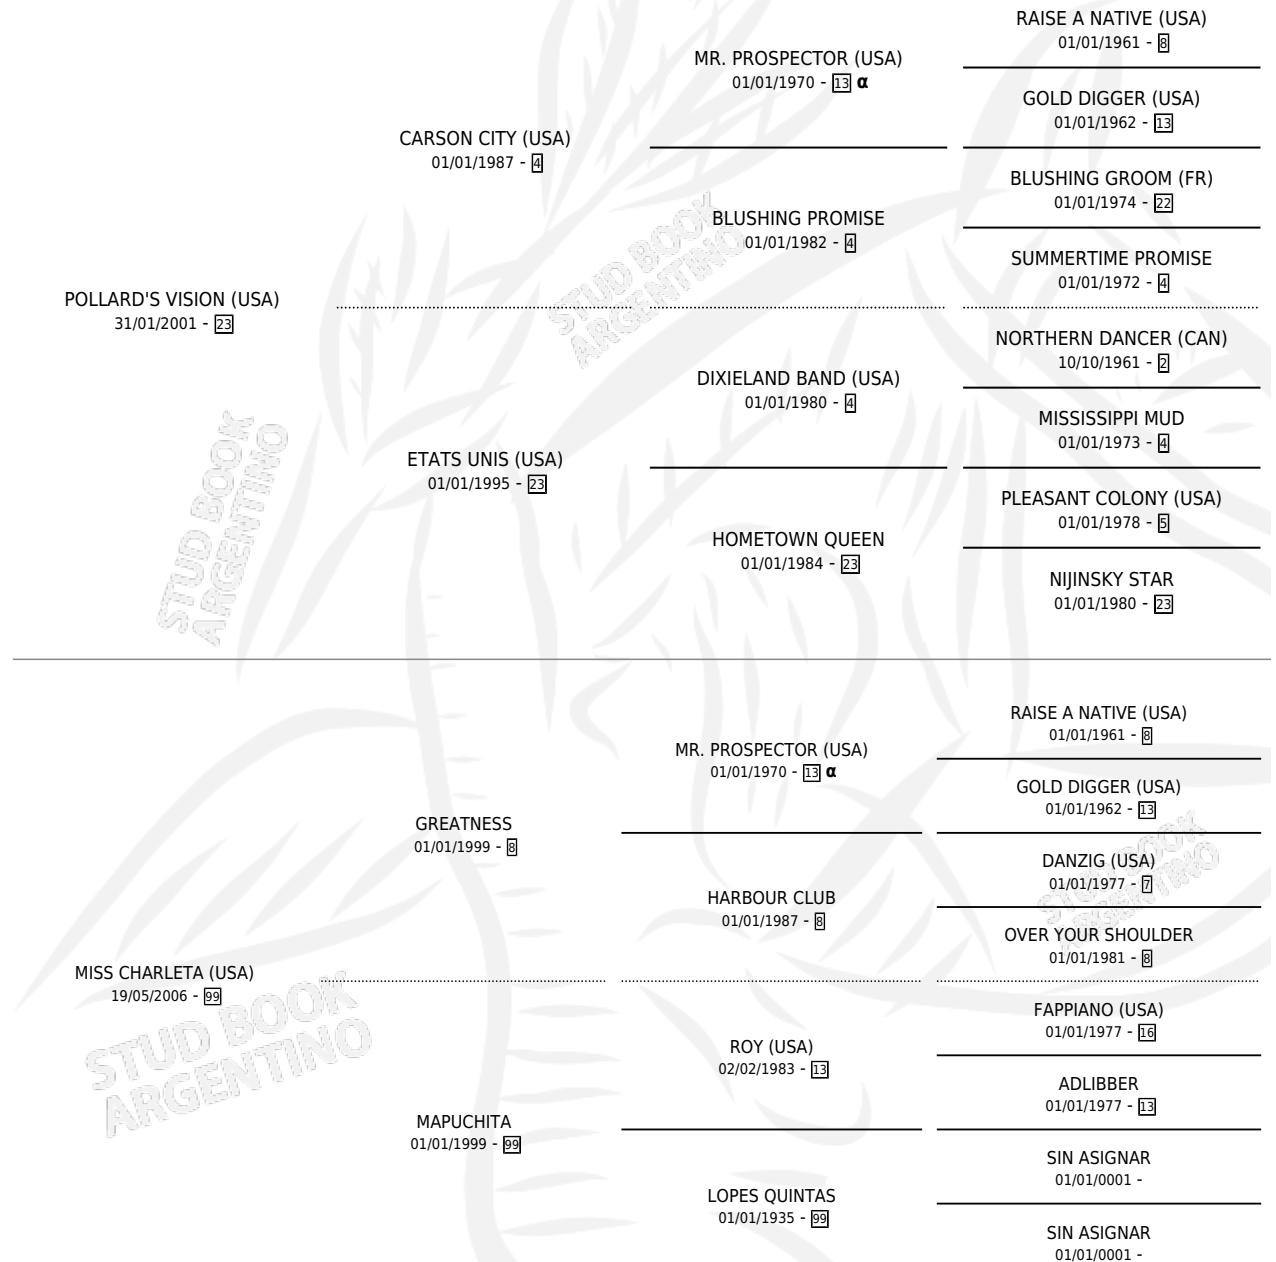 RAISE A NATIVE (USA)
01/01/1961 - 8
MR. PROSPECTOR (USA)
01/01/1970 - 13 α
GOLD DIGGER (USA)
01/01/1962 - 13
CARSON CITY (USA)
01/01/1987 - 4
BLUSHING GROOM (FR)
01/01/1974 - 22
BLUSHING PROMISE
01/01/1982 - 4
SUMMERTIME PROMISE
01/01/1972 - 4
POLLARD'S VISION (USA)
31/01/2001 - 23
NORTHERN DANCER (CAN)
10/10/1961 - 2
DIXIELAND BAND (USA)
01/01/1980 - 4
MISSISSIPPI MUD
01/01/1973 - 4
ETATS UNIS (USA)
01/01/1995 - 23
PLEASANT COLONY (USA)
01/01/1978 - 5
HOMETOWN QUEEN
01/01/1984 - 23
NIJINSKY STAR
01/01/1980 - 23
RAISE A NATIVE (USA)
01/01/1961 - 8
MR. PROSPECTOR (USA)
01/01/1970 - 13 α
GOLD DIGGER (USA)
01/01/1962 - 13
GREATNESS
01/01/1999 - 8
DANZIG (USA)
01/01/1977 - 7
HARBOUR CLUB
01/01/1987 - 8
OVER YOUR SHOULDER
01/01/1981 - 8
MISS CHARLETA (USA)
19/05/2006 - 99
FAPPIANO (USA)
01/01/1977 - 16
ROY (USA)
02/02/1983 - 13
ADLIBBER
01/01/1977 - 13
MAPUCHITA
01/01/1999 - 99
SIN ASIGNAR
01/01/0001 -
LOPES QUINTAS
01/01/1935 - 99
SIN ASIGNAR
01/01/0001 -
STUD BOOK
ARGENTINO
STUD BOOK
ARGENTINO
STUD BOOK
ARGENTINO
STUD BOOK
ARGENTINO